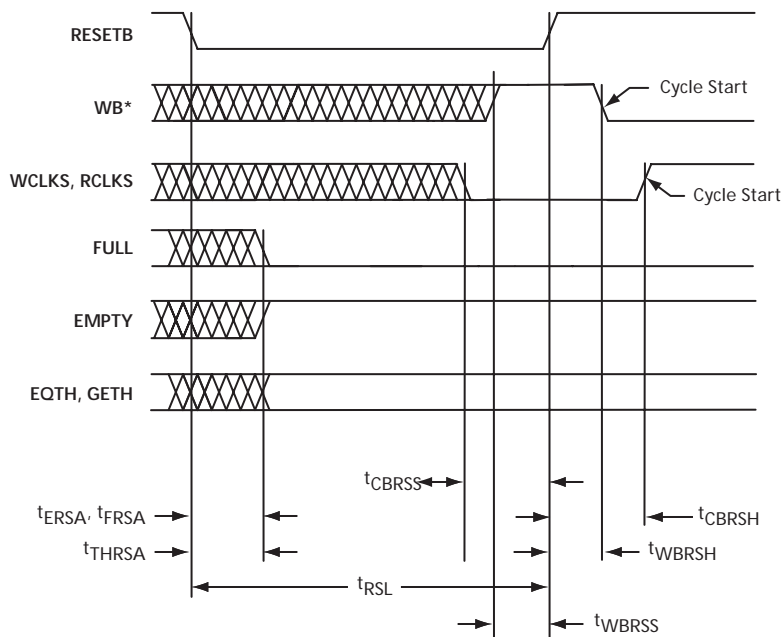 RESETB
WB*
Cycle Start
WCLKS, RCLKS
Cycle Start
FULL
EMPTY
EQTH, GETH
tCBRSS
tERSA, tFRSA
tCBRSH
tTHRSA
tWBRSH
tRSL
tWBRSS